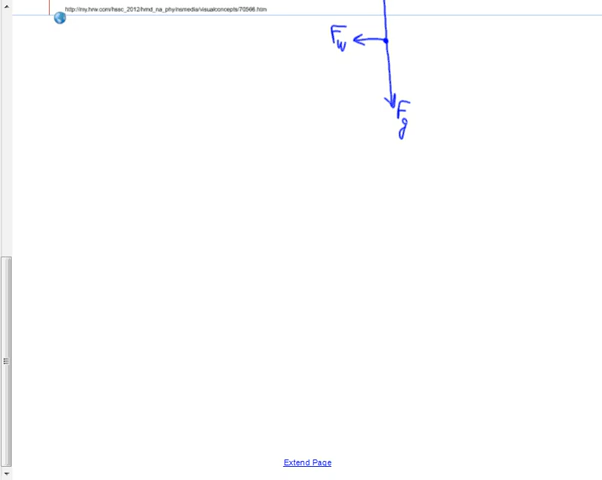 http://my.hrw.com/hssc_2012/hmd_na_phy/nsmedia/visualconcepts/70566.htm
Fw
Fg
Extend Page